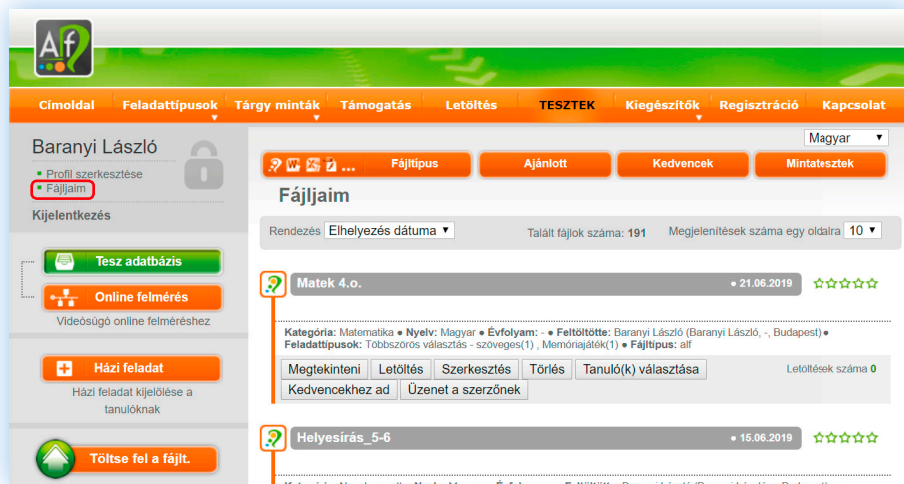 Af
Címoldal Feladattípusok Tárgy minták Támogatás Letöltés TESZTEK Kiegészítők Regisztráció Kapcsolat
Baranyi László
Profil szerkesztése
Fájljaim
Kijelentkezés
Tesz adatbázis
Online felmérés
Videósúgó online felméréshez
Házi feladat
Házi feladat kijelölése a
tanulóknak
Töltse fel a fájlt.
Magyar
... Fájltípus Ajánlott Kedvencek Mintatesztek
Fájljaim
Rendezés Elhelyezés dátuma Talált fájlok száma: 191 Megjelenítések száma egy oldalra 10
Matek 4.o. • 21.06.2019
Kategória: Matematika • Nyelv: Magyar • Évfolyam: - • Feltöltötte: Baranyi László (Baranyi László, -, Budapest) •
Feladattípusok: Többszörös választás - szöveges(1) , Memóriajáték(1) • Fájltípus: alf
Megtekinteni Letöltés Szerkesztés Törlés Tanuló(k) választása Letöltések száma 0
Kedvencekhez ad Üzenet a szerzőnek
Helyesírás_5-6 • 15.06.2019